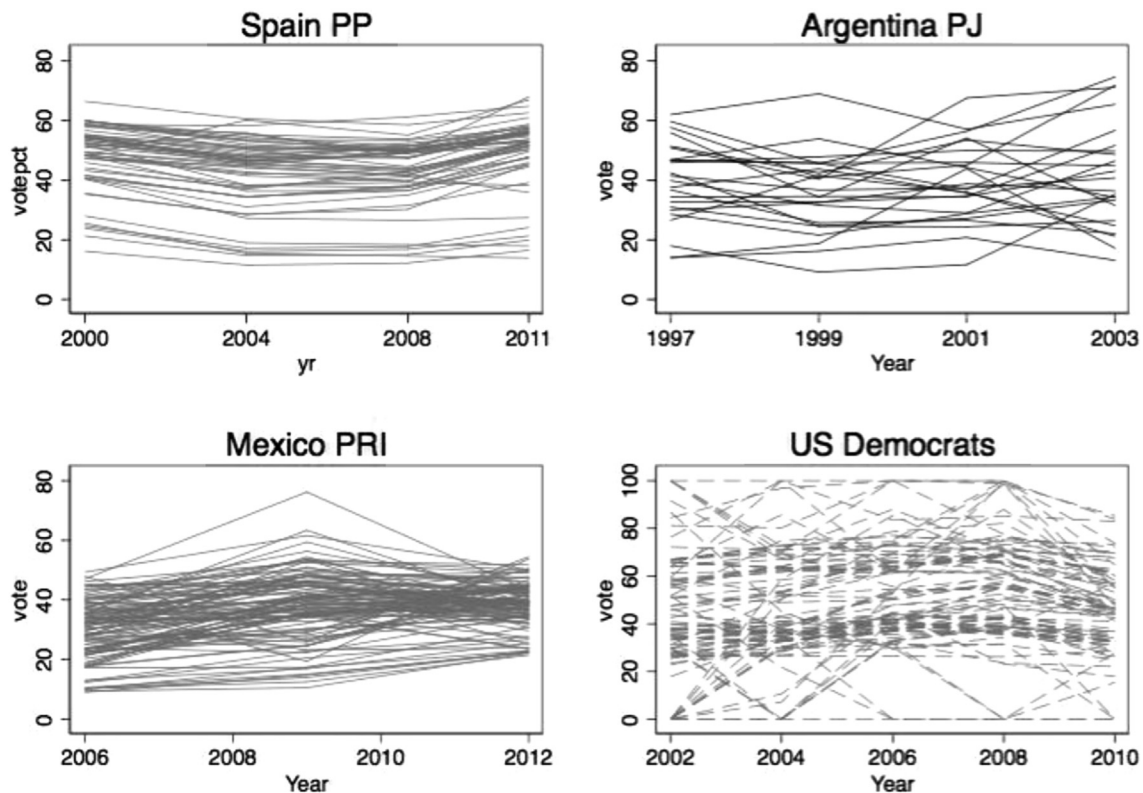 Spain PP
votepct
80
60
40
20
0
2000 2004 2008 2011
yr
Argentina PJ
vote
80
60
40
20
0
1997 1999 2001 2003
Year
Mexico PRI
vote
80
60
40
20
0
2006 2008 2010 2012
Year
US Democrats
vote
100
80
60
40
20
0
2002 2004 2006 2008 2010
Year